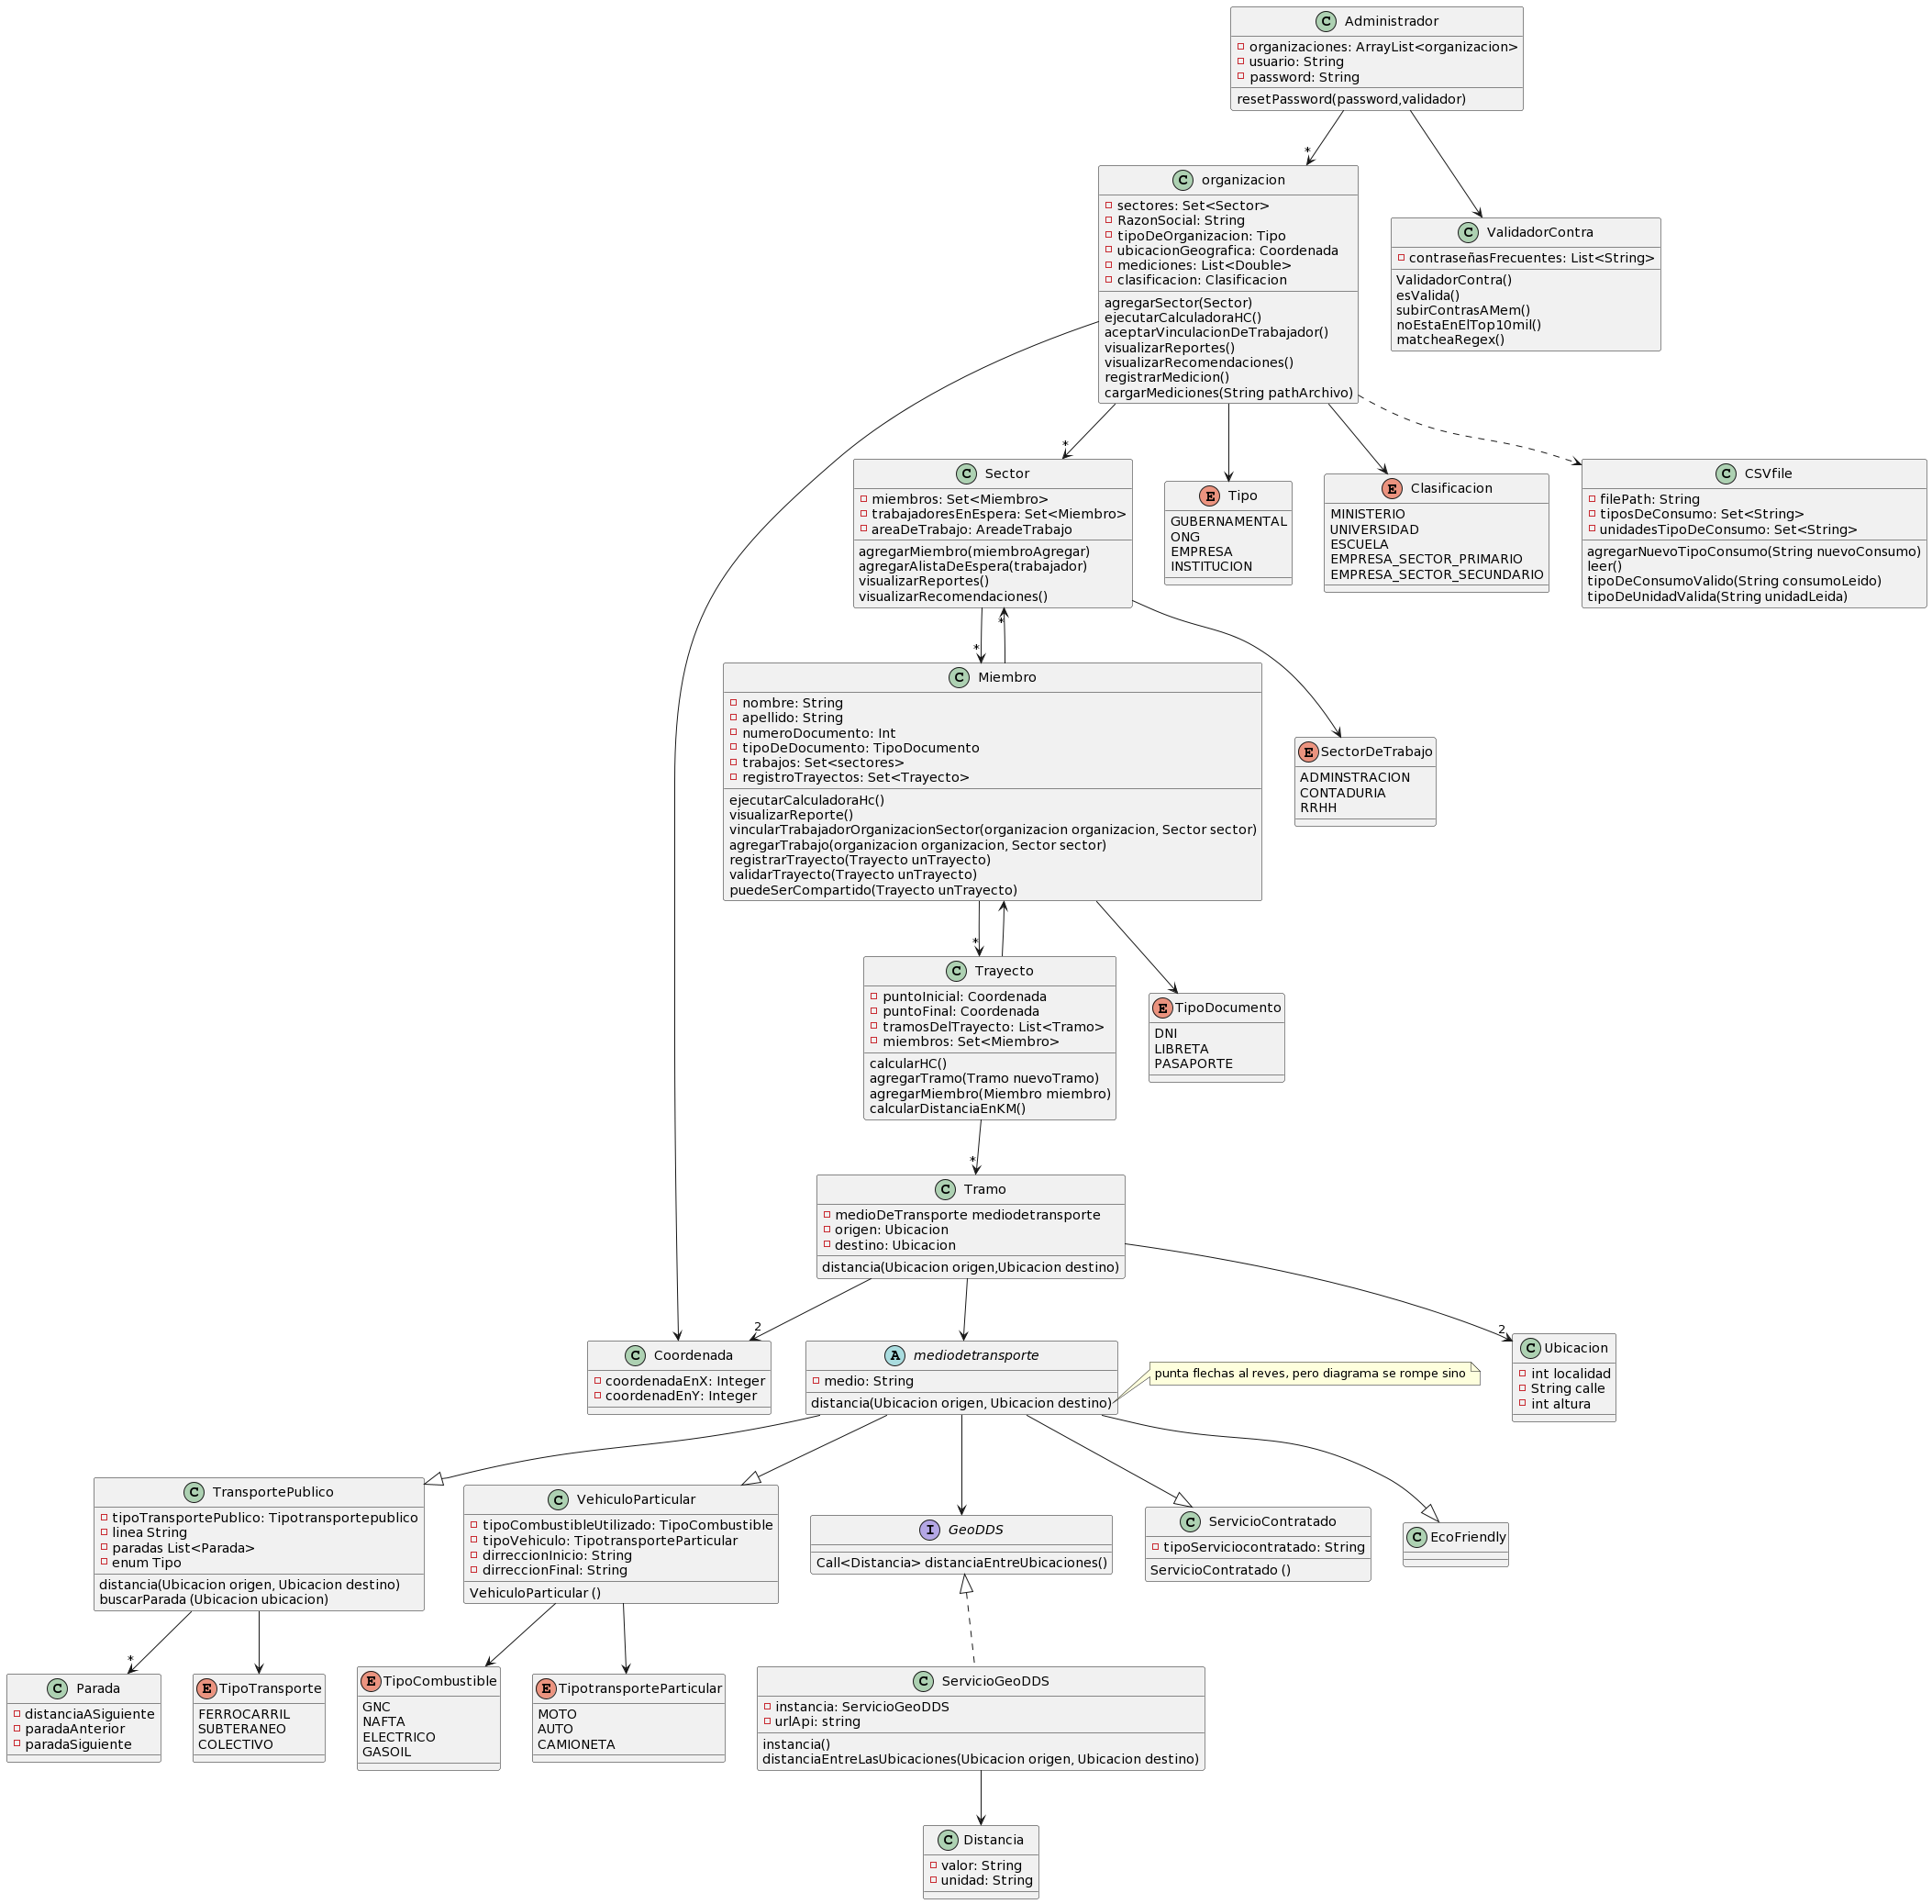 C Administrador
organizaciones: ArrayList<organizacion>
usuario: String
password: String
resetPassword(password,validador)
*
C organizacion
sectores: Set<Sector>
RazonSocial: String
tipoDeOrganizacion: Tipo
ubicacionGeografica: Coordenada
mediciones: List<Double>
clasificacion: Clasificacion
agregarSector(Sector)
ejecutarCalculadoraHC()
aceptarVinculacionDeTrabajador()
visualizarReportes()
visualizarRecomendaciones()
registrarMedicion()
cargarMediciones(String pathArchivo)
C ValidadorContra
contraseñasFrecuentes: List<String>
ValidadorContra()
esValida()
subirContrasAMem()
noEstaEnElTop10mil()
matcheaRegex()
*
C Sector
miembros: Set<Miembro>
trabajadoresEnEspera: Set<Miembro>
areaDeTrabajo: AreadeTrabajo
agregarMiembro(miembroAgregar)
agregarAlistaDeEspera(trabajador)
visualizarReportes()
visualizarRecomendaciones()
E Tipo
GUBERNAMENTAL
ONG
EMPRESA
INSTITUCION
E Clasificacion
MINISTERIO
UNIVERSIDAD
ESCUELA
EMPRESA_SECTOR_PRIMARIO
EMPRESA_SECTOR_SECUNDARIO
C CSVfile
filePath: String
tiposDeConsumo: Set<String>
unidadesTipoDeConsumo: Set<String>
agregarNuevoTipoConsumo(String nuevoConsumo)
leer()
tipoDeConsumoValido(String consumoLeido)
tipoDeUnidadValida(String unidadLeida)
*
*
C Miembro
nombre: String
apellido: String
numeroDocumento: Int
tipoDeDocumento: TipoDocumento
trabajos: Set<sectores>
registroTrayectos: Set<Trayecto>
ejecutarCalculadoraHc()
visualizarReporte()
vincularTrabajadorOrganizacionSector(organizacion organizacion, Sector sector)
agregarTrabajo(organizacion organizacion, Sector sector)
registrarTrayecto(Trayecto unTrayecto)
validarTrayecto(Trayecto unTrayecto)
puedeSerCompartido(Trayecto unTrayecto)
E SectorDeTrabajo
ADMINSTRACION
CONTADURIA
RRHH
*
C Trayecto
puntoInicial: Coordenada
puntoFinal: Coordenada
tramosDelTrayecto: List<Tramo>
miembros: Set<Miembro>
calcularHC()
agregarTramo(Tramo nuevoTramo)
agregarMiembro(Miembro miembro)
calcularDistanciaEnKM()
E TipoDocumento
DNI
LIBRETA
PASAPORTE
*
C Tramo
medioDeTransporte mediodetransporte
origen: Ubicacion
destino: Ubicacion
distancia(Ubicacion origen,Ubicacion destino)
2
2
C Coordenada
coordenadaEnX: Integer
coordenadEnY: Integer
A mediodetransporte
medio: String
distancia(Ubicacion origen, Ubicacion destino)
punta flechas al reves, pero diagrama se rompe sino
C Ubicacion
int localidad
String calle
int altura
C TransportePublico
tipoTransportePublico: Tipotransportepublico
linea String
paradas List<Parada>
enum Tipo
distancia(Ubicacion origen, Ubicacion destino)
buscarParada (Ubicacion ubicacion)
C VehiculoParticular
tipoCombustibleUtilizado: TipoCombustible
tipoVehiculo: TipotransporteParticular
dirreccionInicio: String
dirreccionFinal: String
VehiculoParticular ()
I GeoDDS
Call<Distancia> distanciaEntreUbicaciones()
C ServicioContratado
tipoServiciocontratado: String
ServicioContratado ()
C EcoFriendly
*
C Parada
distanciaASiguiente
paradaAnterior
paradaSiguiente
E TipoTransporte
FERROCARRIL
SUBTERANEO
COLECTIVO
E TipoCombustible
GNC
NAFTA
ELECTRICO
GASOIL
E TipotransporteParticular
MOTO
AUTO
CAMIONETA
C ServicioGeoDDS
instancia: ServicioGeoDDS
urlApi: string
instancia()
distanciaEntreLasUbicaciones(Ubicacion origen, Ubicacion destino)
C Distancia
valor: String
unidad: String